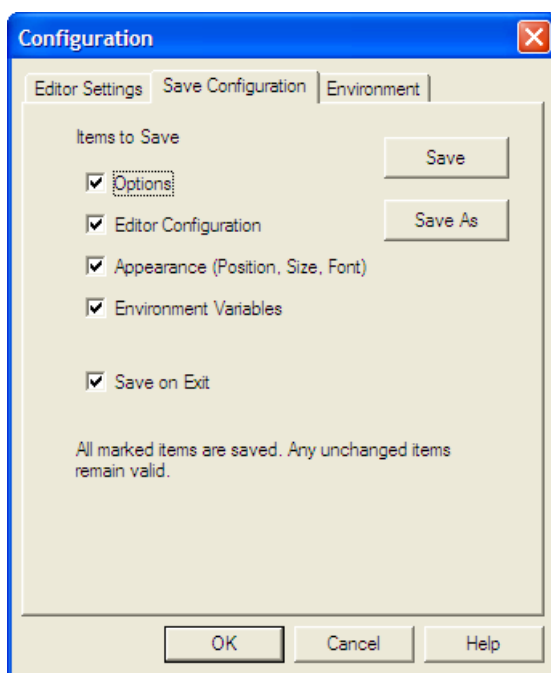 Configuration
Editor Settings Save Configuration Environment
Items to Save
Save
Options
Editor Configuration
Save As
Appearance (Position, Size, Font)
Environment Variables
Save on Exit
All marked items are saved. Any unchanged items
remain valid.
OK Cancel Help